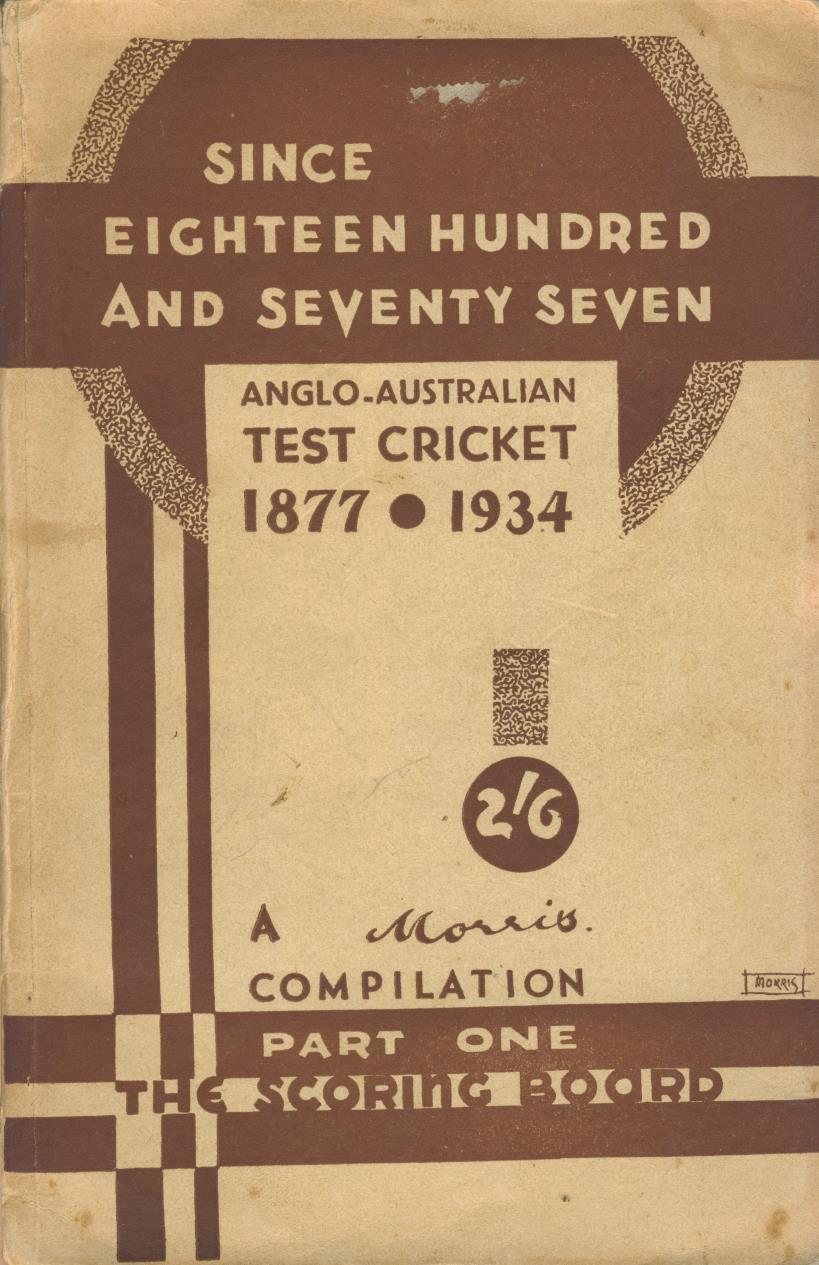 SINCE
EIGHTEEN HUNDRED
AND SEVENTY SEVEN
ANGLO-AUSTRALIAN
TEST CRICKET
1877 ● 1934
2/6
A Morris.
COMPILATION
MORRIS
PART ONE
THE SCORING BOARD